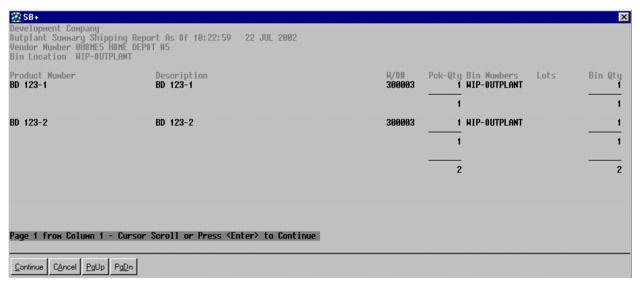 SB+
Development Company
Outplant Summary Shipping Report As Of 10:22:59 22 JUL 2002
Vendor Number 0HOME5 HOME DEPOT #5
Bin Location WIP-OUTPLANT
Product Number Description W/O# Pck-Qty Bin Numbers Lots Bin Qty
BD 123-1 BD 123-1 300003 1 WIP-OUTPLANT 1
1 1
BD 123-2 BD 123-2 300003 1 WIP-OUTPLANT 1
1 1
2 2
Page 1 from Column 1 - Cursor Scroll or Press <Enter> to Continue
Continue CAncel PgUp PgDn